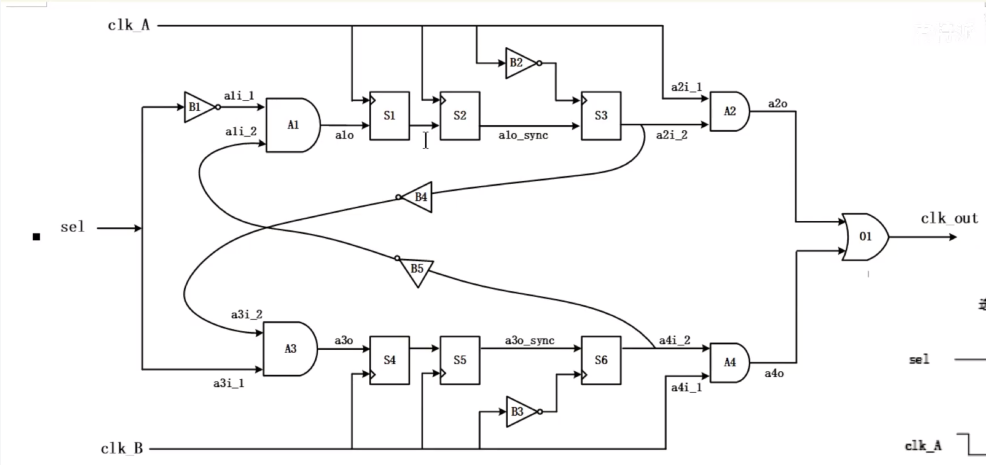 clk_A
B2
a2i_1
A2
a2o
B1
a1i_1
A1
a1i_2
a1o
S1
S2
a1o_sync
S3
a2i_2
B4
sel
clk_out
O1
B5
a3i_2
A3
a3o
a3i_1
S4
S5
a3o_sync
S6
a4i_2
A4
a4i_1
a4o
B3
clk_B
sel
clk_A